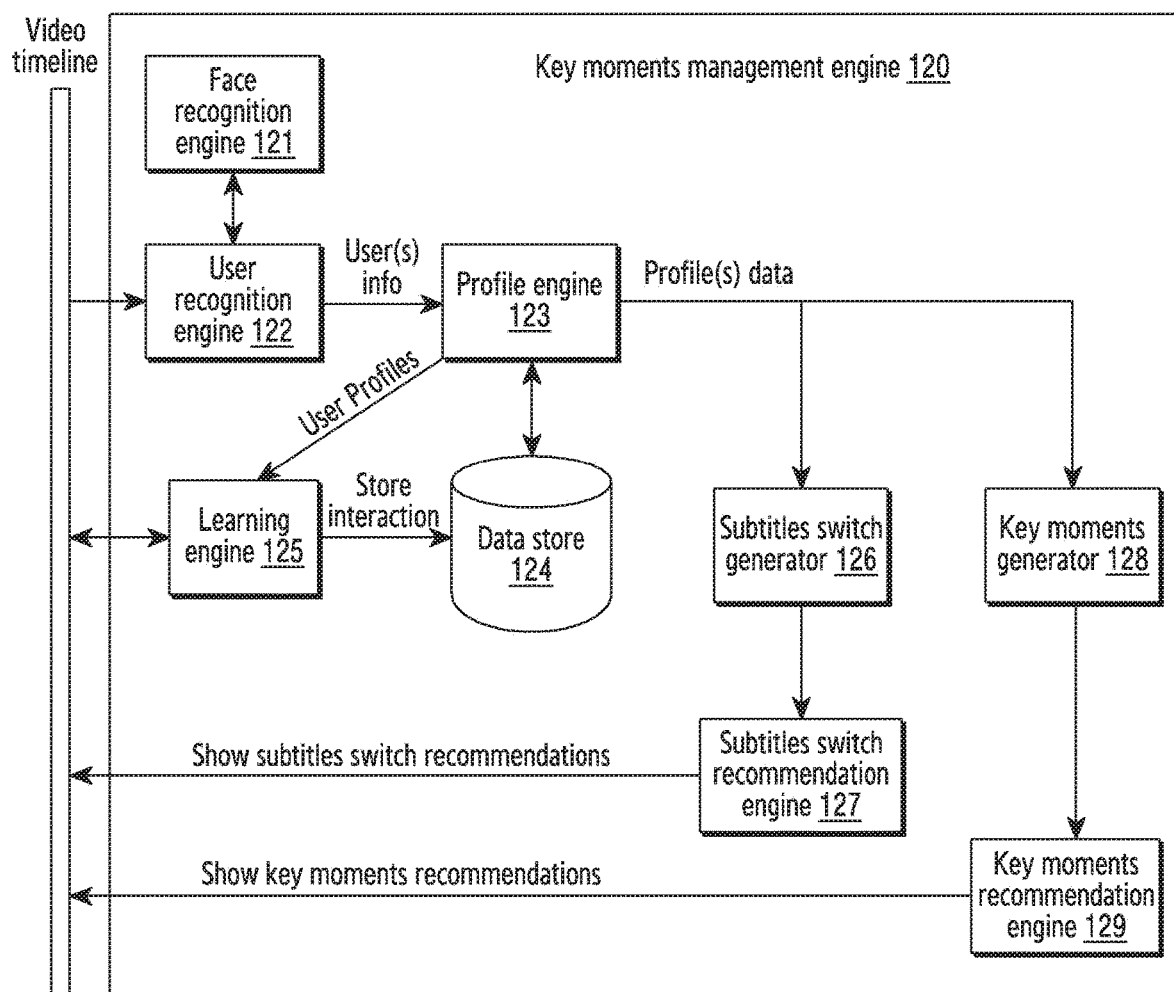 Video
timeline
Key moments management engine 120
Face
recognition
engine 121
User
recognition
engine 122
User(s)
info
Profile engine
123
Profile(s) data
User Profiles
Learning
engine 125
Store
interaction
Data store
124
Subtitles switch
generator 126
Key moments
generator 128
Show subtitles switch recommendations
Subtitles switch
recommendation
engine 127
Show key moments recommendations
Key moments
recommendation
engine 129